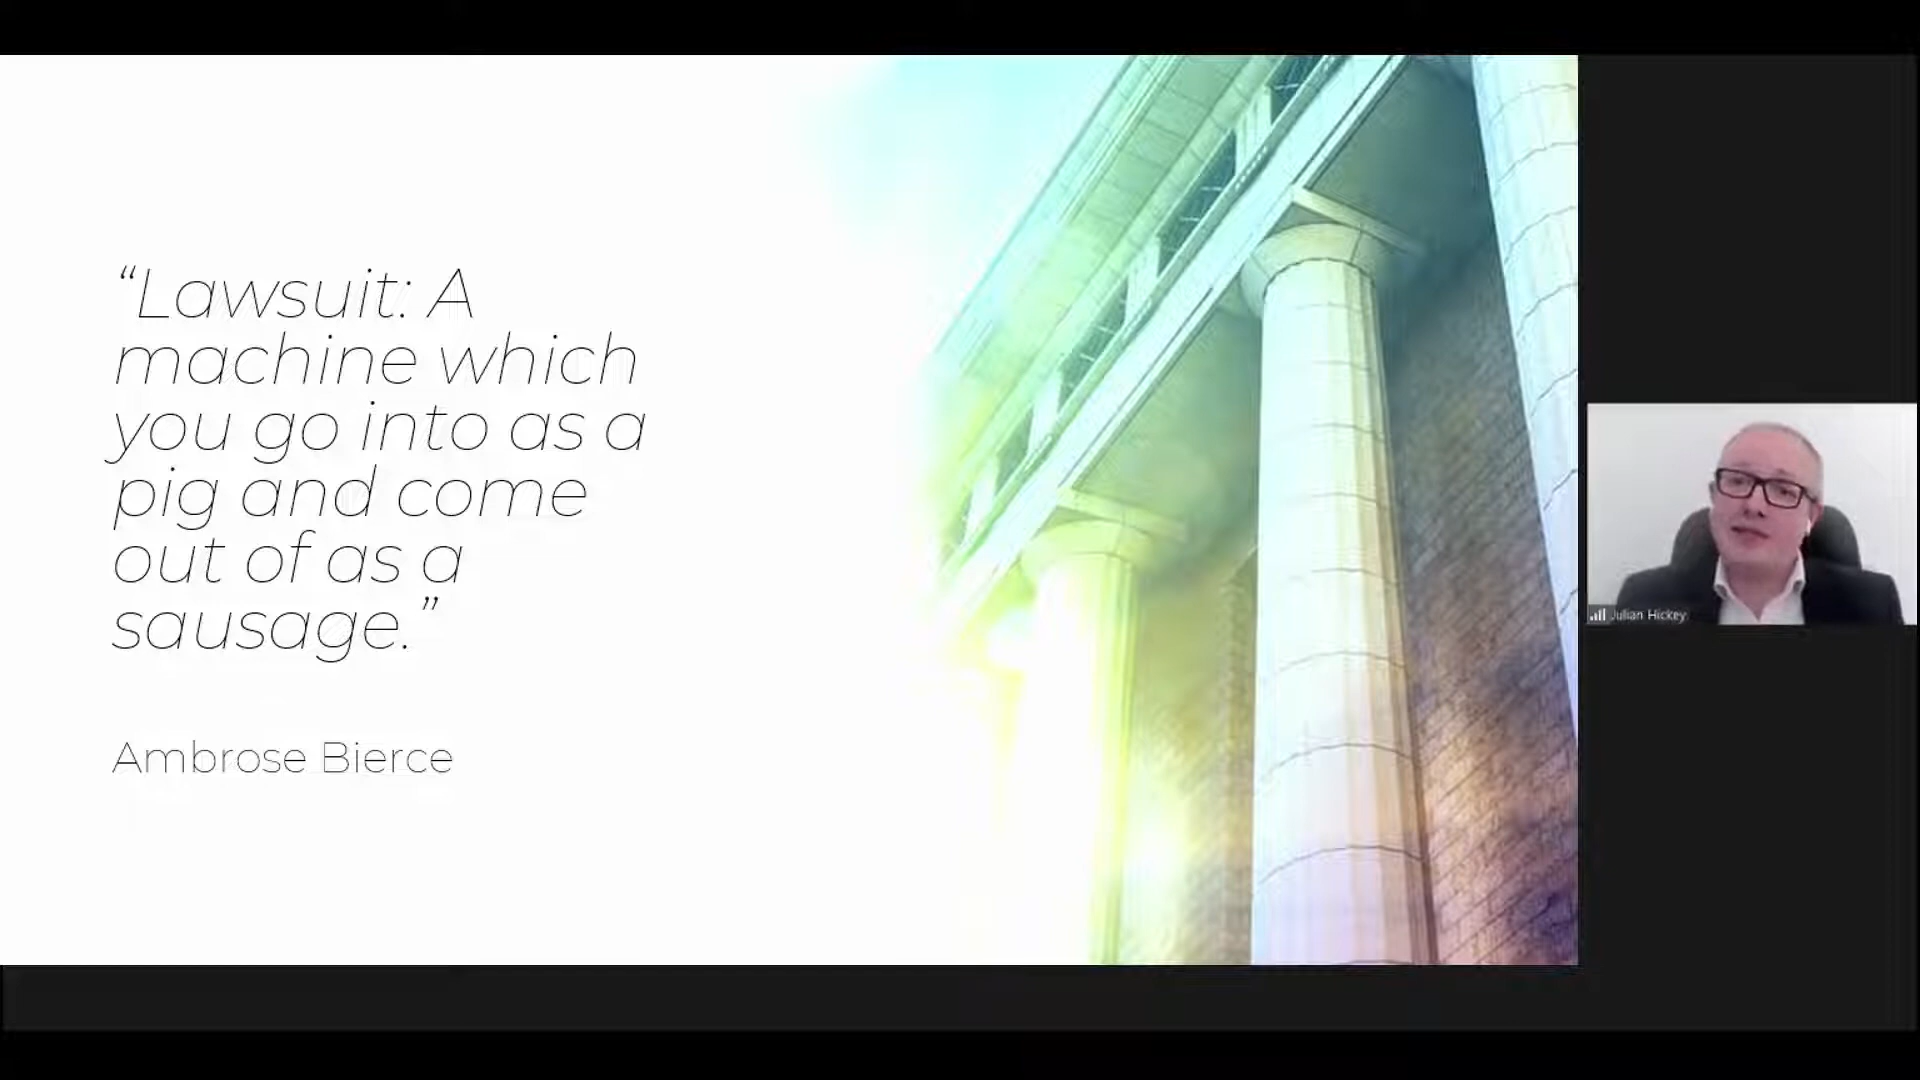 “Lawsuit: A
machine which
you go into as a
pig and come
out of as a
sausage.”
Ambrose Bierce
Julian Hickey